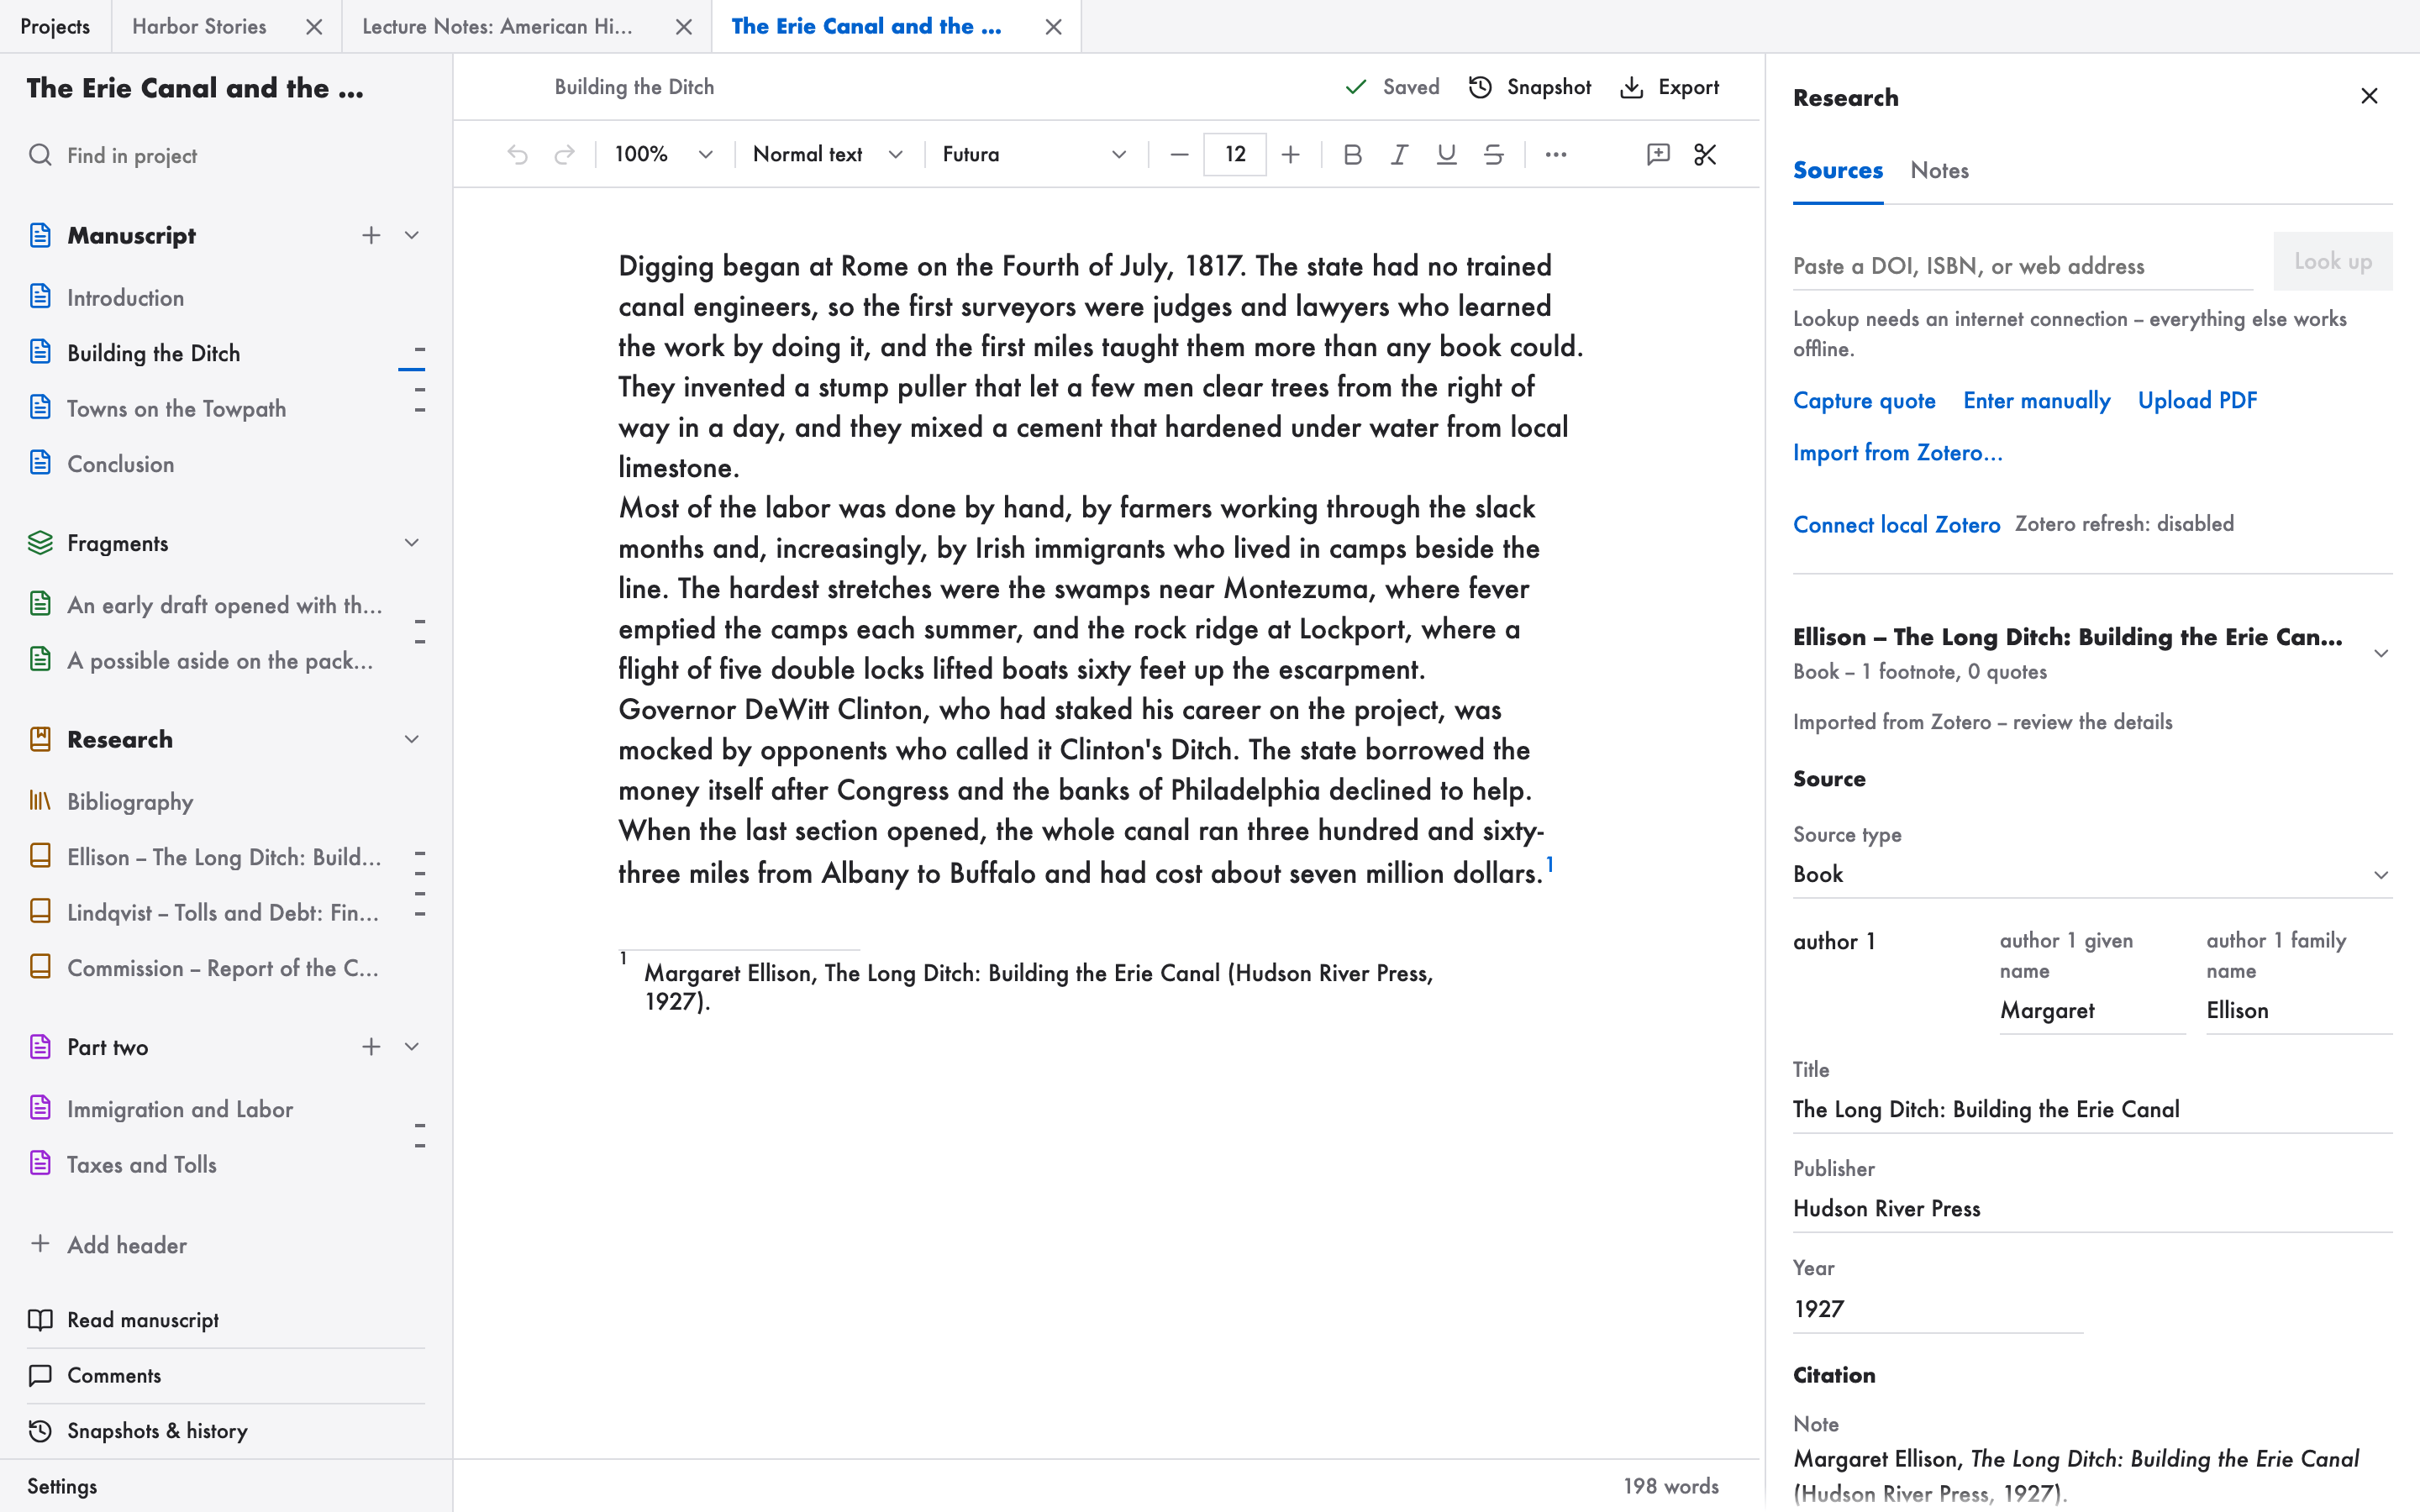 Projects
Harbor Stories
Lecture Notes: American Hi...
The Erie Canal and the ...
The Erie Canal and the ...
Find in project
Manuscript
Introduction
Building the Ditch
Towns on the Towpath
Conclusion
Fragments
An early draft opened with th...
A possible aside on the pack...
Research
Bibliography
Ellison – The Long Ditch: Build...
Lindqvist – Tolls and Debt: Fin...
Commission – Report of the C...
Part two
Immigration and Labor
Taxes and Tolls
Add header
Read manuscript
Comments
Snapshots & history
Settings
Building the Ditch
Saved
Snapshot
Export
100%
Normal text
Futura
12
Digging began at Rome on the Fourth of July, 1817. The state had no trained
canal engineers, so the first surveyors were judges and lawyers who learned
the work by doing it, and the first miles taught them more than any book could.
They invented a stump puller that let a few men clear trees from the right of
way in a day, and they mixed a cement that hardened under water from local
limestone.
Most of the labor was done by hand, by farmers working through the slack
months and, increasingly, by Irish immigrants who lived in camps beside the
line. The hardest stretches were the swamps near Montezuma, where fever
emptied the camps each summer, and the rock ridge at Lockport, where a
flight of five double locks lifted boats sixty feet up the escarpment.
Governor DeWitt Clinton, who had staked his career on the project, was
mocked by opponents who called it Clinton's Ditch. The state borrowed the
money itself after Congress and the banks of Philadelphia declined to help.
When the last section opened, the whole canal ran three hundred and sixty-
three miles from Albany to Buffalo and had cost about seven million dollars.1
1 Margaret Ellison, The Long Ditch: Building the Erie Canal (Hudson River Press,
1927).
198 words
Research
Sources
Notes
Paste a DOI, ISBN, or web address
Look up
Lookup needs an internet connection – everything else works
offline.
Capture quote
Enter manually
Upload PDF
Import from Zotero...
Connect local Zotero
Zotero refresh: disabled
Ellison – The Long Ditch: Building the Erie Can...
Book – 1 footnote, 0 quotes
Imported from Zotero – review the details
Source
Source type
Book
author 1
author 1 given
name
Margaret
author 1 family
name
Ellison
Title
The Long Ditch: Building the Erie Canal
Publisher
Hudson River Press
Year
1927
Citation
Note
Margaret Ellison, The Long Ditch: Building the Erie Canal
(Hudson River Press, 1927).